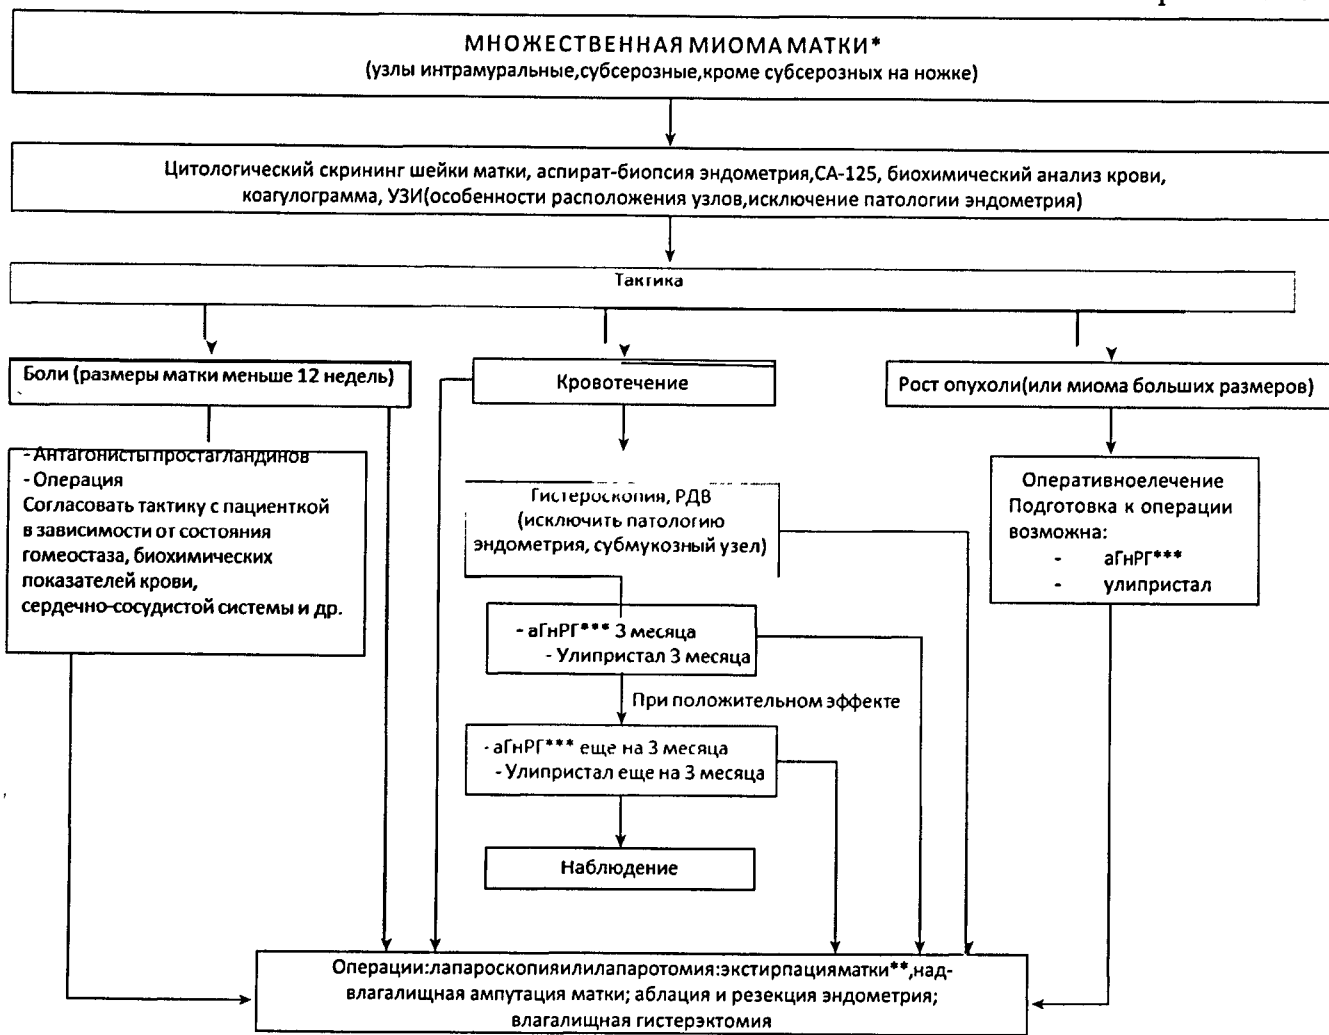 МНОЖЕСТВЕННАЯ МИОМА МАТКИ*
(узлы интрамуральные,субсерозные,кроме субсерозных на ножке)
Цитологический скрининг шейки матки, аспират-биопсия эндометрия,СА-125, биохимический анализ крови,
коагулограмма, УЗИ(особенности расположения узлов,исключение патологии эндометрия)
Тактика
Боли (размеры матки меньше 12 недель)
- Антагонисты простагландинов
- Операция
Согласовать тактику с пациенткой
в зависимости от состояния
гомеостаза, биохимических
показателей крови,
сердечно-сосудистой системы и др.
Кровотечение
Гистероскопия, РДВ
(исключить патологию
эндометрия, субмукозный узел)
- аГнРГ*** 3 месяца
- Улипристал 3 месяца
При положительном эффекте
- аГнРГ*** еще на 3 месяца
- Улипристал еще на 3 месяца
Наблюдение
Рост опухоли(или миома больших размеров)
Оперативноелечение
Подготовка к операции
возможна:
- аГнРГ***
- улипристал
Операции:лапароскопияилилапаротомия:экстирпацияматки**,над-
влагалищная ампутация матки; аблация и резекция эндометрия;
влагалищная гистерэктомия